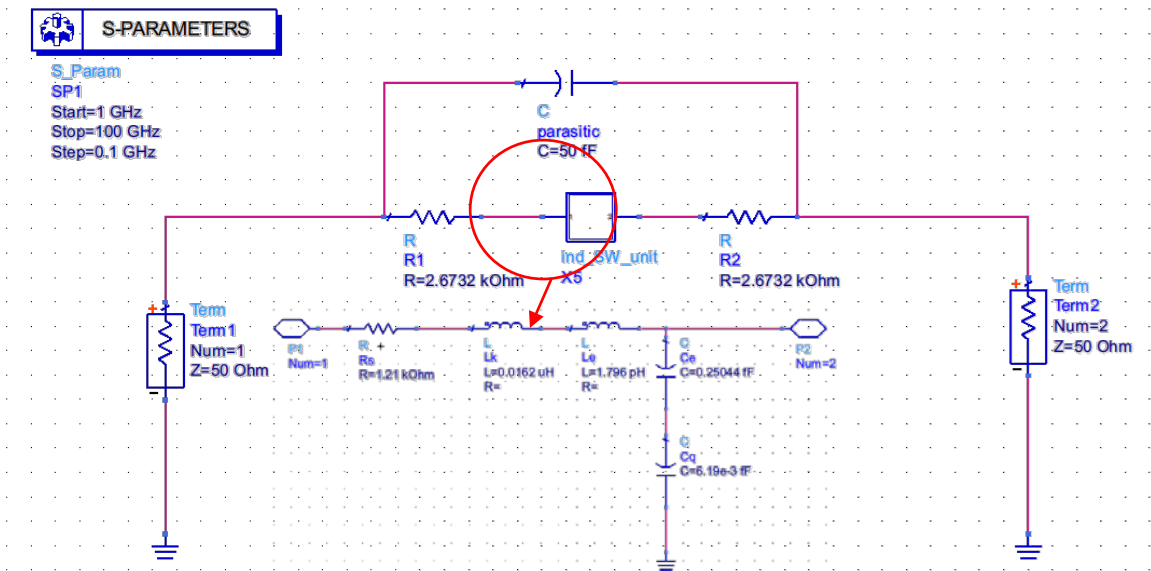 S-PARAMETERS
S_Param
SP1
Start=1 GHz
Stop=100 GHz
Step=0.1 GHz
C
parasitic
C=50 fF
R
R1
R=2.6732 kOhm
Ind_SW_unit
X5
R
R2
R=2.6732 kOhm
+
Term
Term1
Num=1
Z=50 Ohm
-
P1
Num=1
R +
Rs
R=1.21 kOhm
L
Lk
L=0.0162 uH
R=
L
Le
L=1.796 pH
R=
C
Ce
C=0.25044 fF
C
Cq
C=6.19e-3 fF
P2
Num=2
+
Term
Term2
Num=2
Z=50 Ohm
-